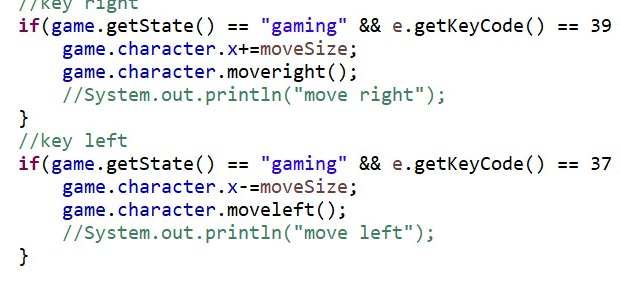 //key right
if(game.getState() == "gaming" && e.getKeyCode() == 39
    game.character.x+=moveSize;
    game.character.moveright();
    //System.out.println("move right");
}
//key left
if(game.getState() == "gaming" && e.getKeyCode() == 37
    game.character.x-=moveSize;
    game.character.moveleft();
    //System.out.println("move left");
}